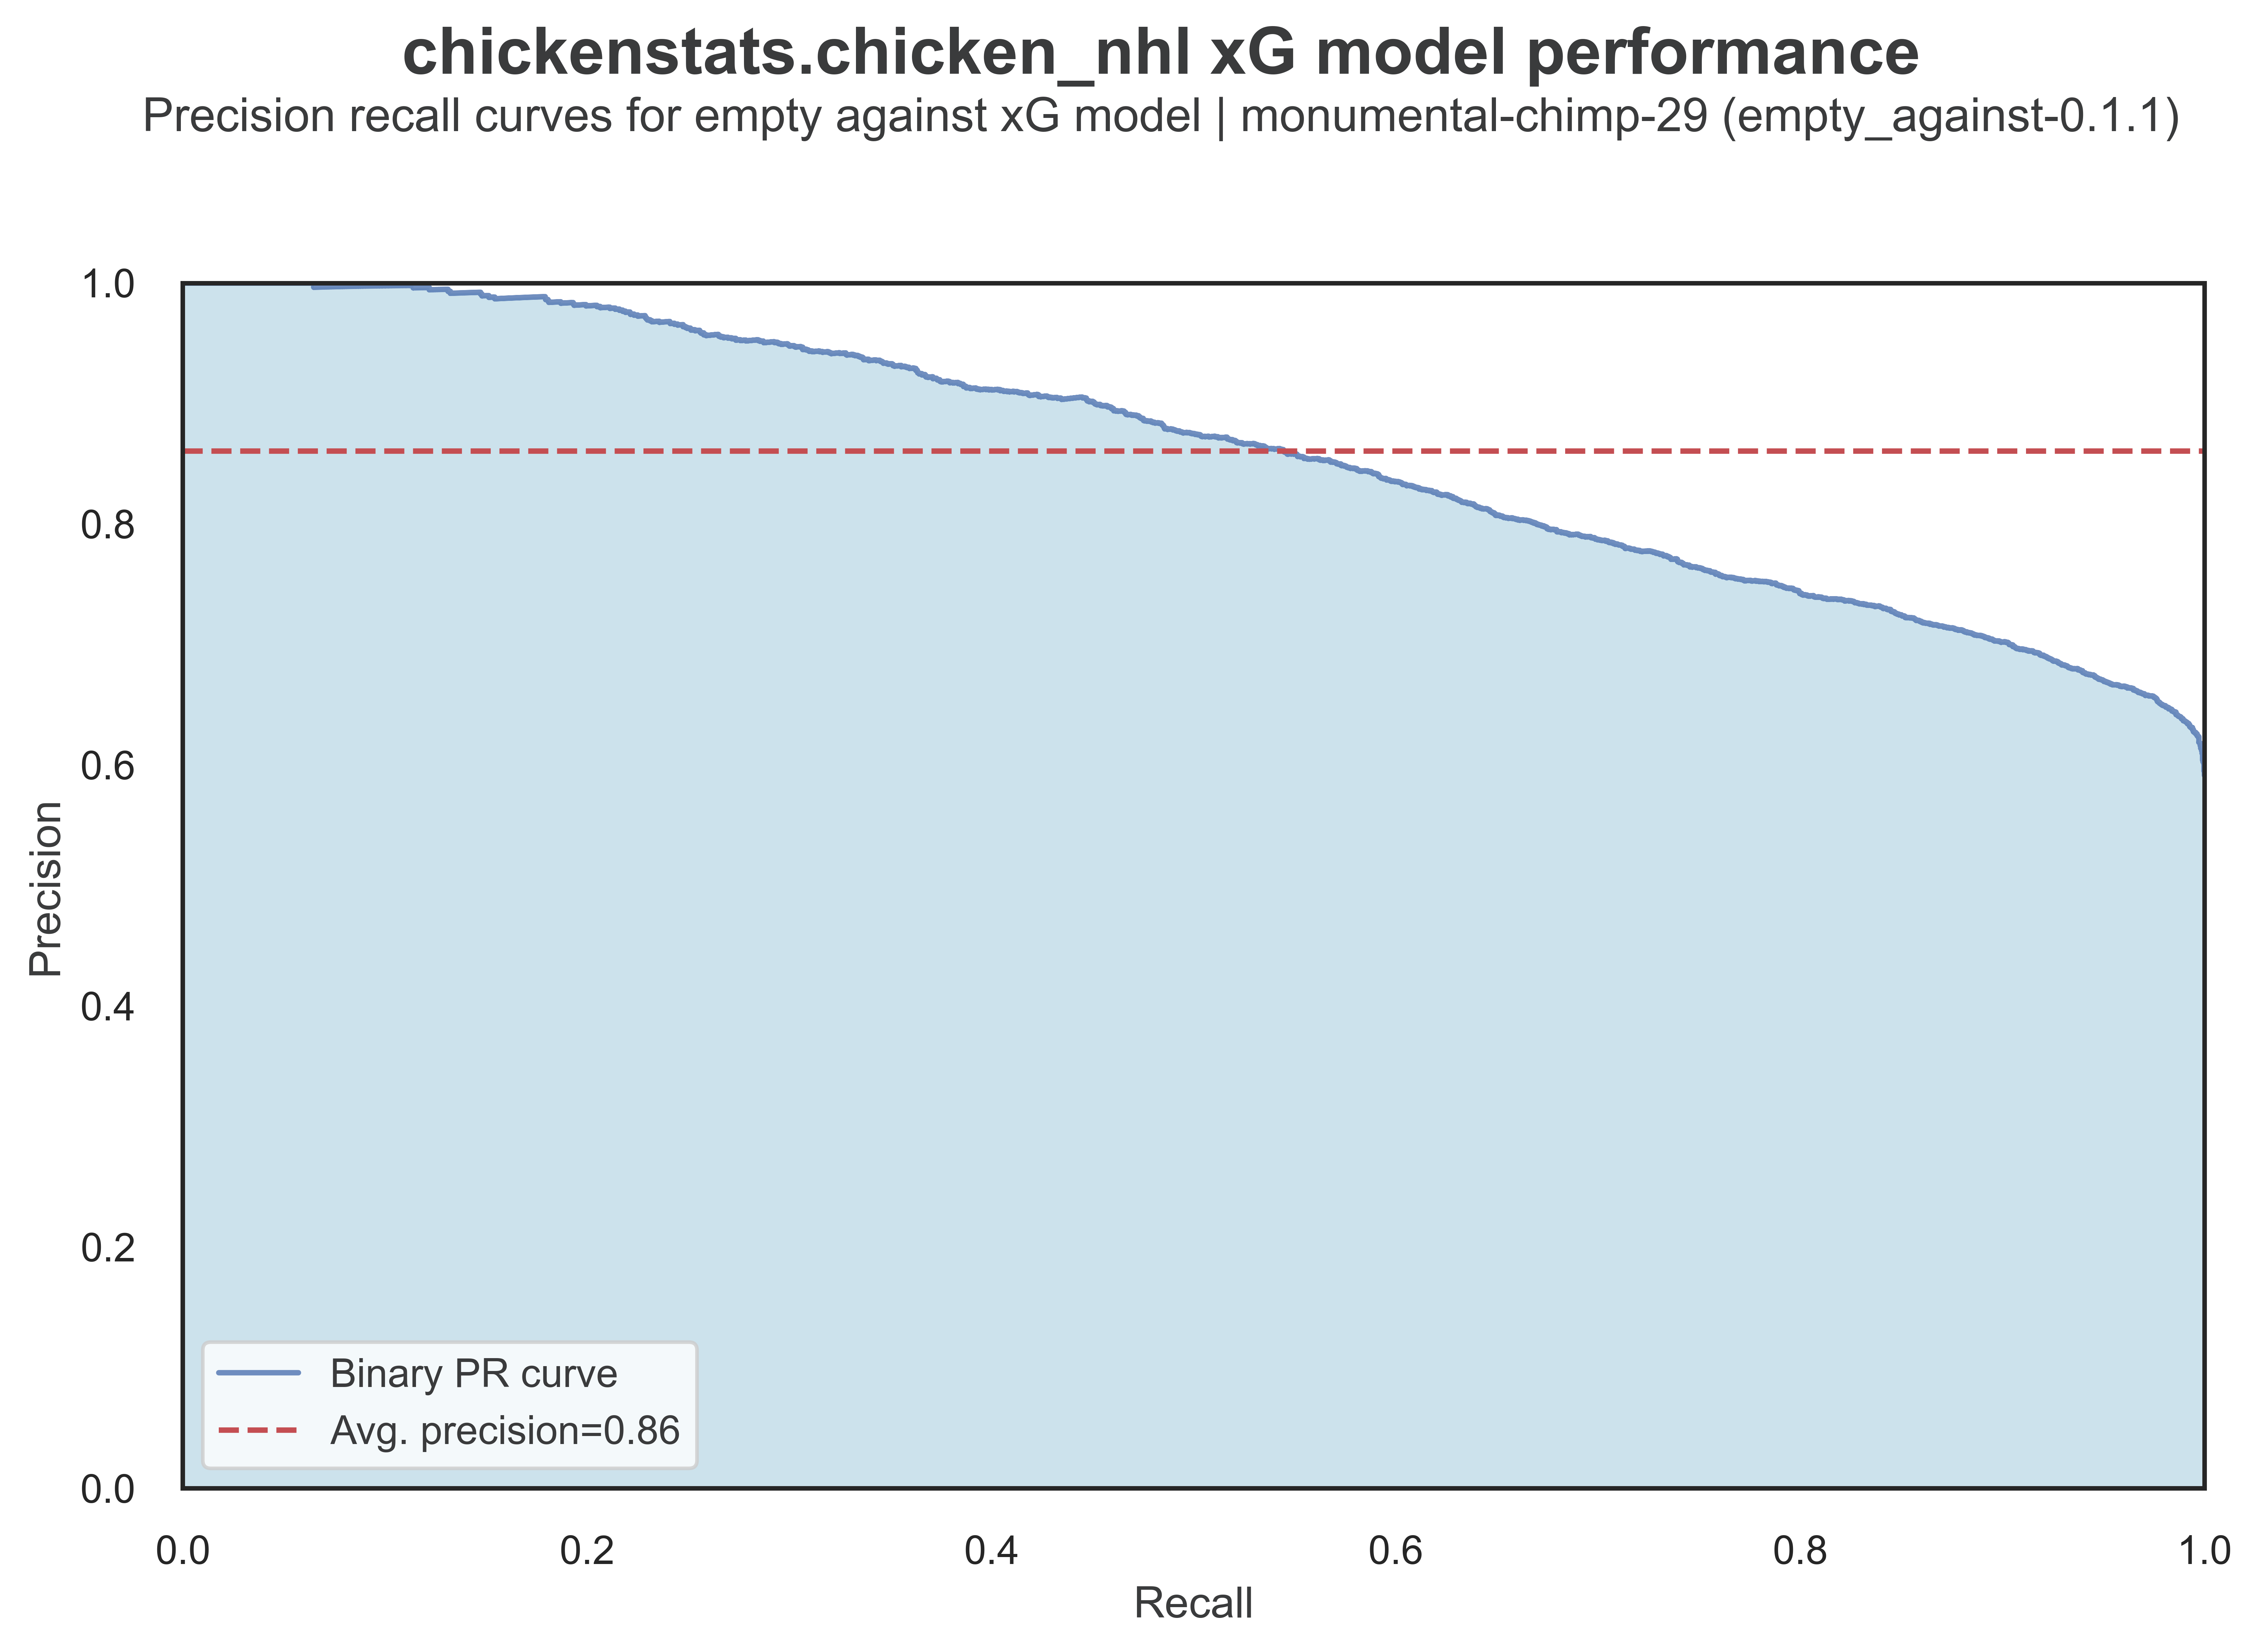 chickenstats.chicken_nhl xG model performance
Precision recall curves for empty against xG model | monumental-chimp-29 (empty_against-0.1.1)
1.0
0.8
0.6
0.4
0.2
0.0
Precision
Binary PR curve
Avg. precision=0.86
0.0 0.2 0.4 0.6 0.8 1.0
Recall